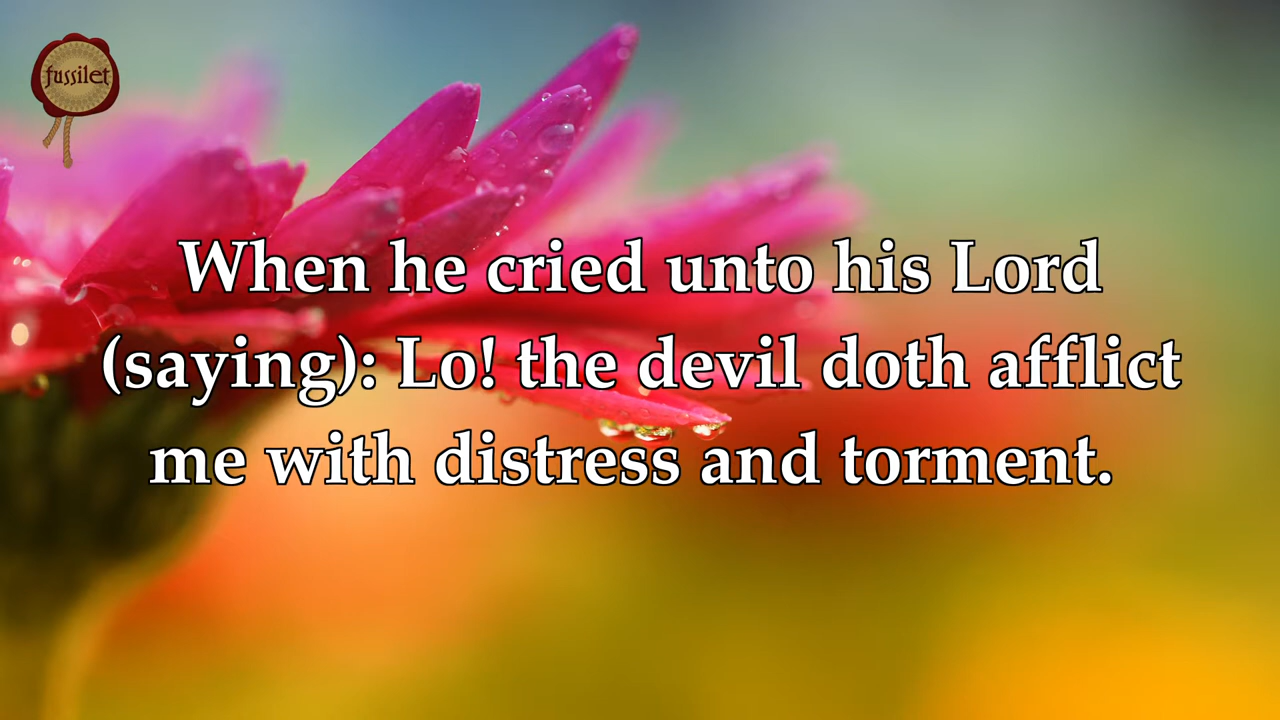 fussilet
When he cried unto his Lord
(saying): Lo! the devil doth afflict
me with distress and torment.